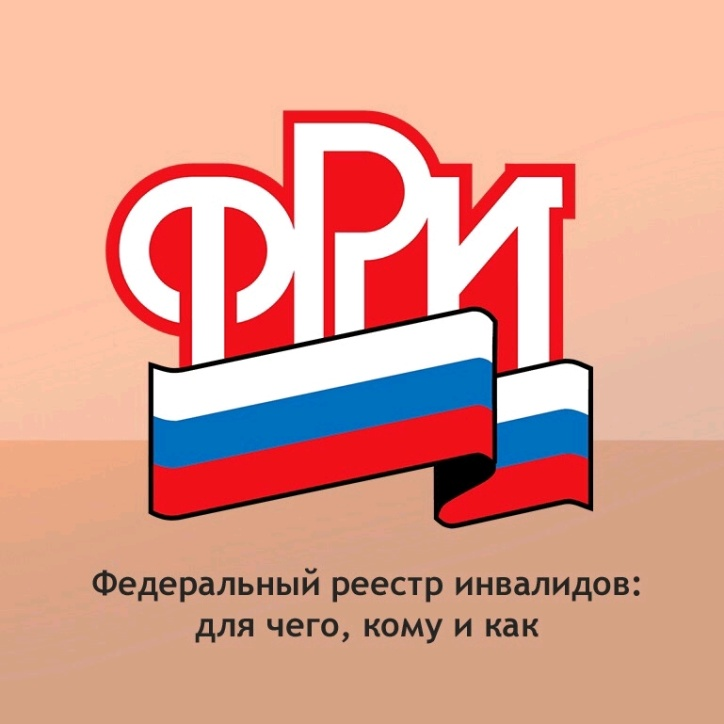 ФРИ
Федеральный реестр инвалидов:
для чего, кому и как